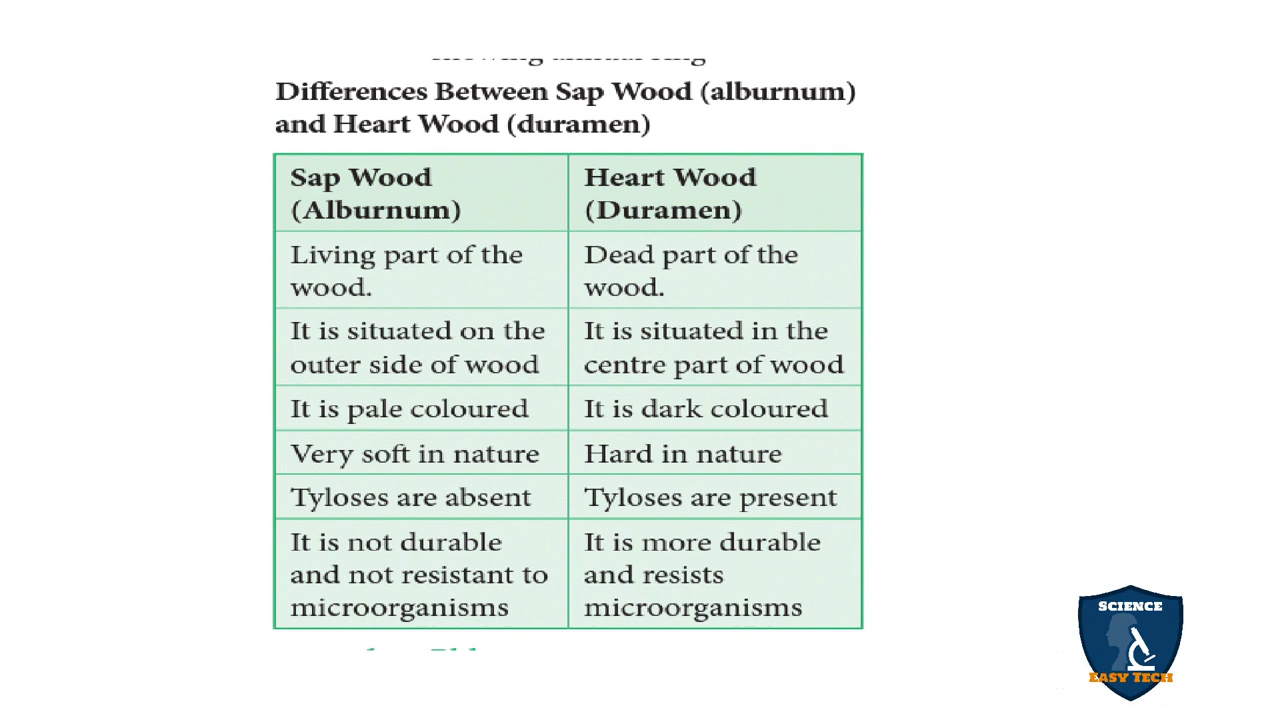 Differences Between Sap Wood (alburnum)
and Heart Wood (duramen)
Sap Wood
(Alburnum)
Heart Wood
(Duramen)
Living part of the
wood.
Dead part of the
wood.
It is situated on the
outer side of wood
It is situated in the
centre part of wood
It is pale coloured
It is dark coloured
Very soft in nature
Hard in nature
Tyloses are absent
Tyloses are present
It is not durable
and not resistant to
microorganisms
It is more durable
and resists
microorganisms
SCIENCE
EASY TECH